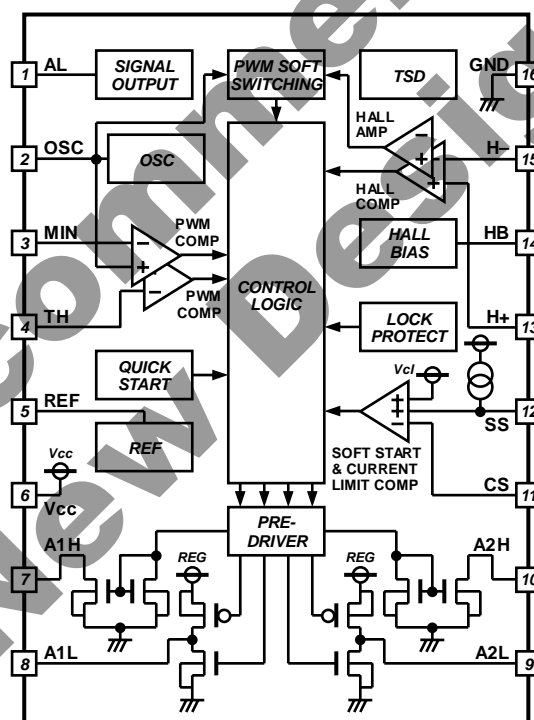 1 AL
SIGNAL
OUTPUT
PWM SOFT
SWITCHING
TSD
GND 16
HALL
AMP
2 OSC
OSC
H– 15
HALL
COMP
3 MIN
PWM
COMP
HALL
BIAS
HB 14
CONTROL
LOGIC
4 TH
PWM
COMP
LOCK
PROTECT
H+ 13
QUICK
START
Vcl
5 REF
REF
SS 12
SOFT START
& CURRENT
LIMIT COMP
Vcc
6
Vcc
CS 11
PRE-
DRIVER
7 A1H
REG
REG
A2H 10
8 A1L
A2L 9
Comme
New Desig